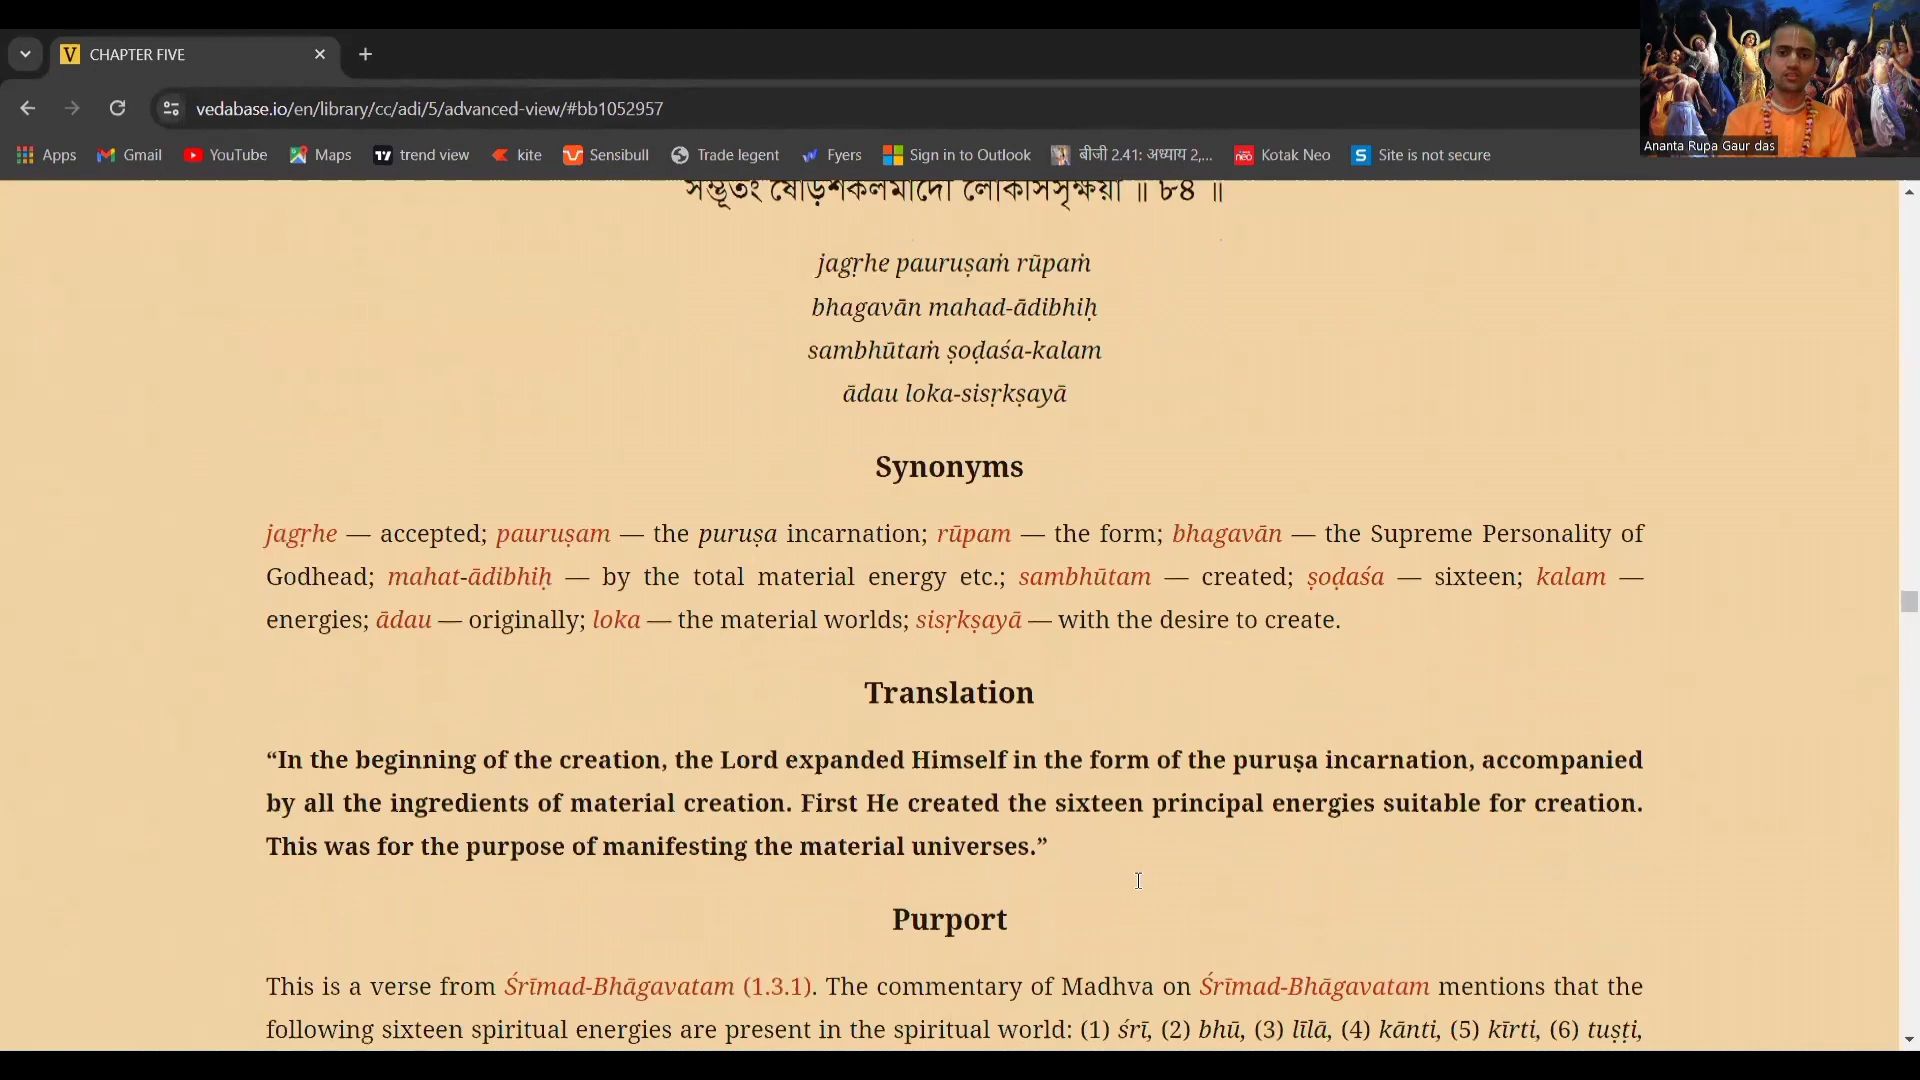 CHAPTER FIVE
vedabase.io/en/library/cc/adi/5/advanced-view/#bb1052957
Apps Gmail YouTube Maps trend view kite Sensibull Trade legent Fyers Sign in to Outlook बीजी 2.41: अध्याय 2,... Kotak Neo Site is not secure
Ananta Rupa Gaur das
সম্ভূতং ষোড়শকলমাদৌ লোকসিসৃক্ষয়া ॥ ৮৪ ॥
jagṛhe pauruṣaṁ rūpaṁ
bhagavān mahad-ādibhiḥ
sambhūtaṁ ṣoḍaśa-kalam
ādau loka-sisṛkṣayā
Synonyms
jagṛhe — accepted; pauruṣam — the puruṣa incarnation; rūpam — the form; bhagavān — the Supreme Personality of
Godhead; mahat-ādibhiḥ — by the total material energy etc.; sambhūtam — created; ṣoḍaśa — sixteen; kalam —
energies; ādau — originally; loka — the material worlds; sisṛkṣayā — with the desire to create.
Translation
“In the beginning of the creation, the Lord expanded Himself in the form of the puruṣa incarnation, accompanied
by all the ingredients of material creation. First He created the sixteen principal energies suitable for creation.
This was for the purpose of manifesting the material universes.”
Purport
This is a verse from Śrīmad-Bhāgavatam (1.3.1). The commentary of Madhva on Śrīmad-Bhāgavatam mentions that the
following sixteen spiritual energies are present in the spiritual world: (1) śrī, (2) bhū, (3) līlā, (4) kānti, (5) kīrti, (6) tuṣṭi,